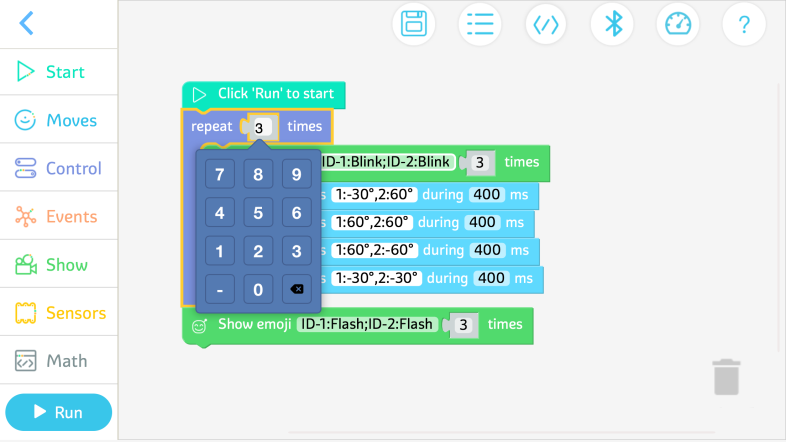 Start
Moves
Control
Events
Show
Sensors
Math
Run
?
Click 'Run' to start
repeat 3 times
ID-1:Blink;ID-2:Blink 3 times
s 1:-30°,2:60° during 400 ms
s 1:60°,2:60° during 400 ms
s 1:60°,2:-60° during 400 ms
s 1:-30°,2:-30° during 400 ms
7 8 9
4 5 6
1 2 3
- 0
Show emoji ID-1:Flash;ID-2:Flash 3 times